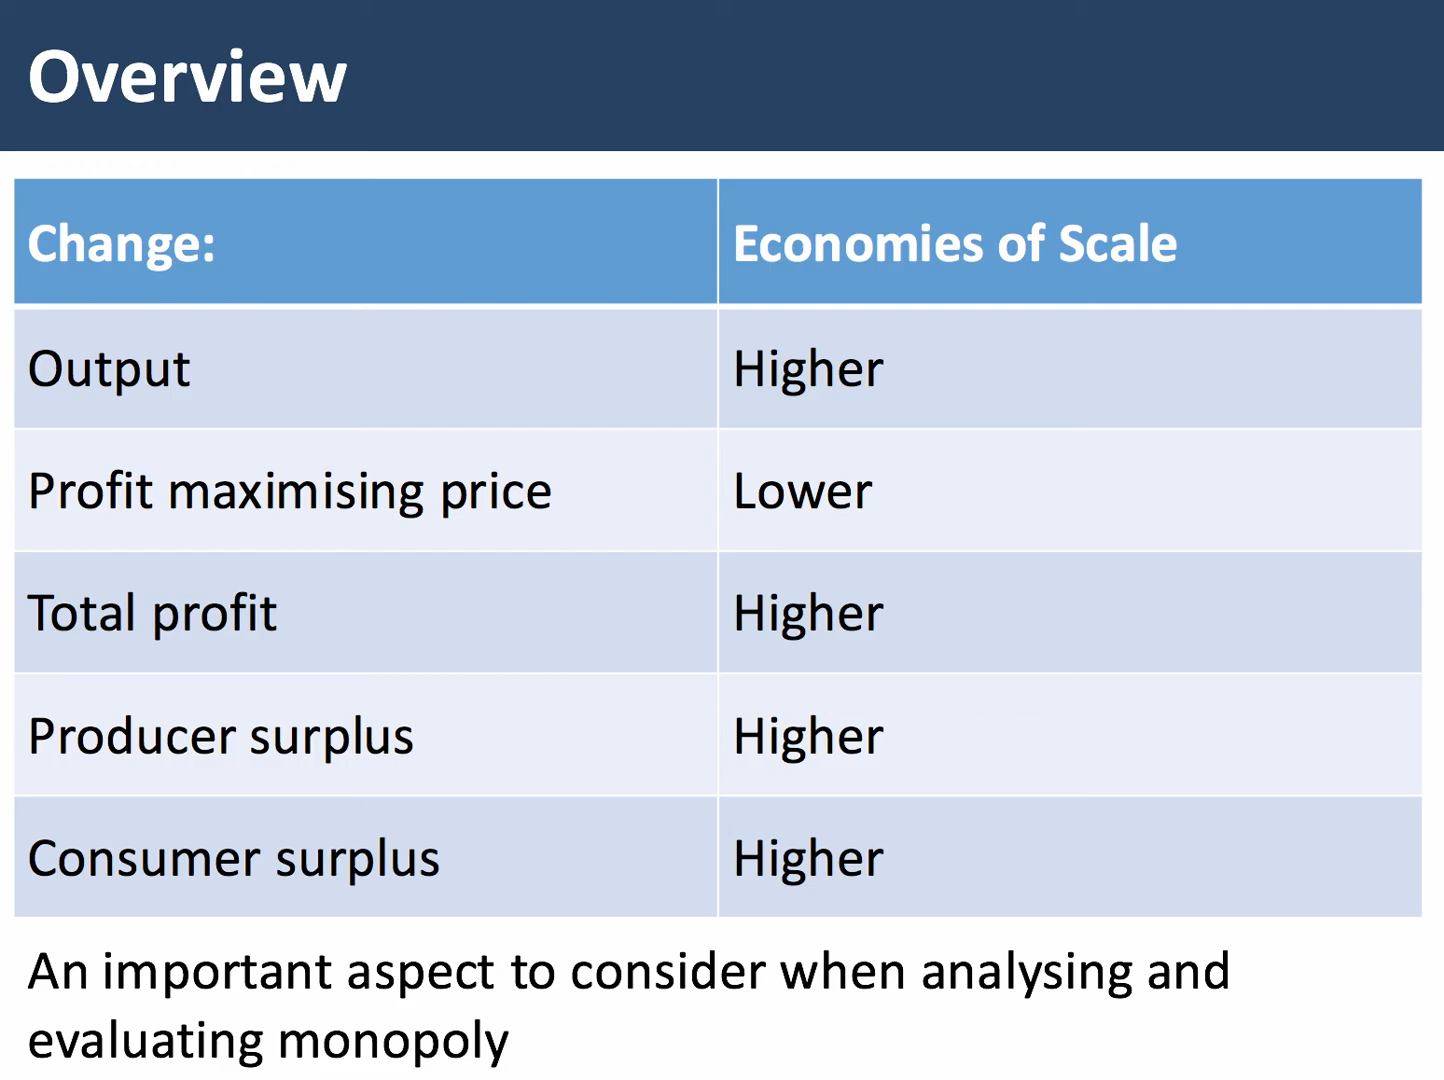 Overview
Change: Economies of Scale
Output Higher
Profit maximising price Lower
Total profit Higher
Producer surplus Higher
Consumer surplus Higher
An important aspect to consider when analysing and
evaluating monopoly